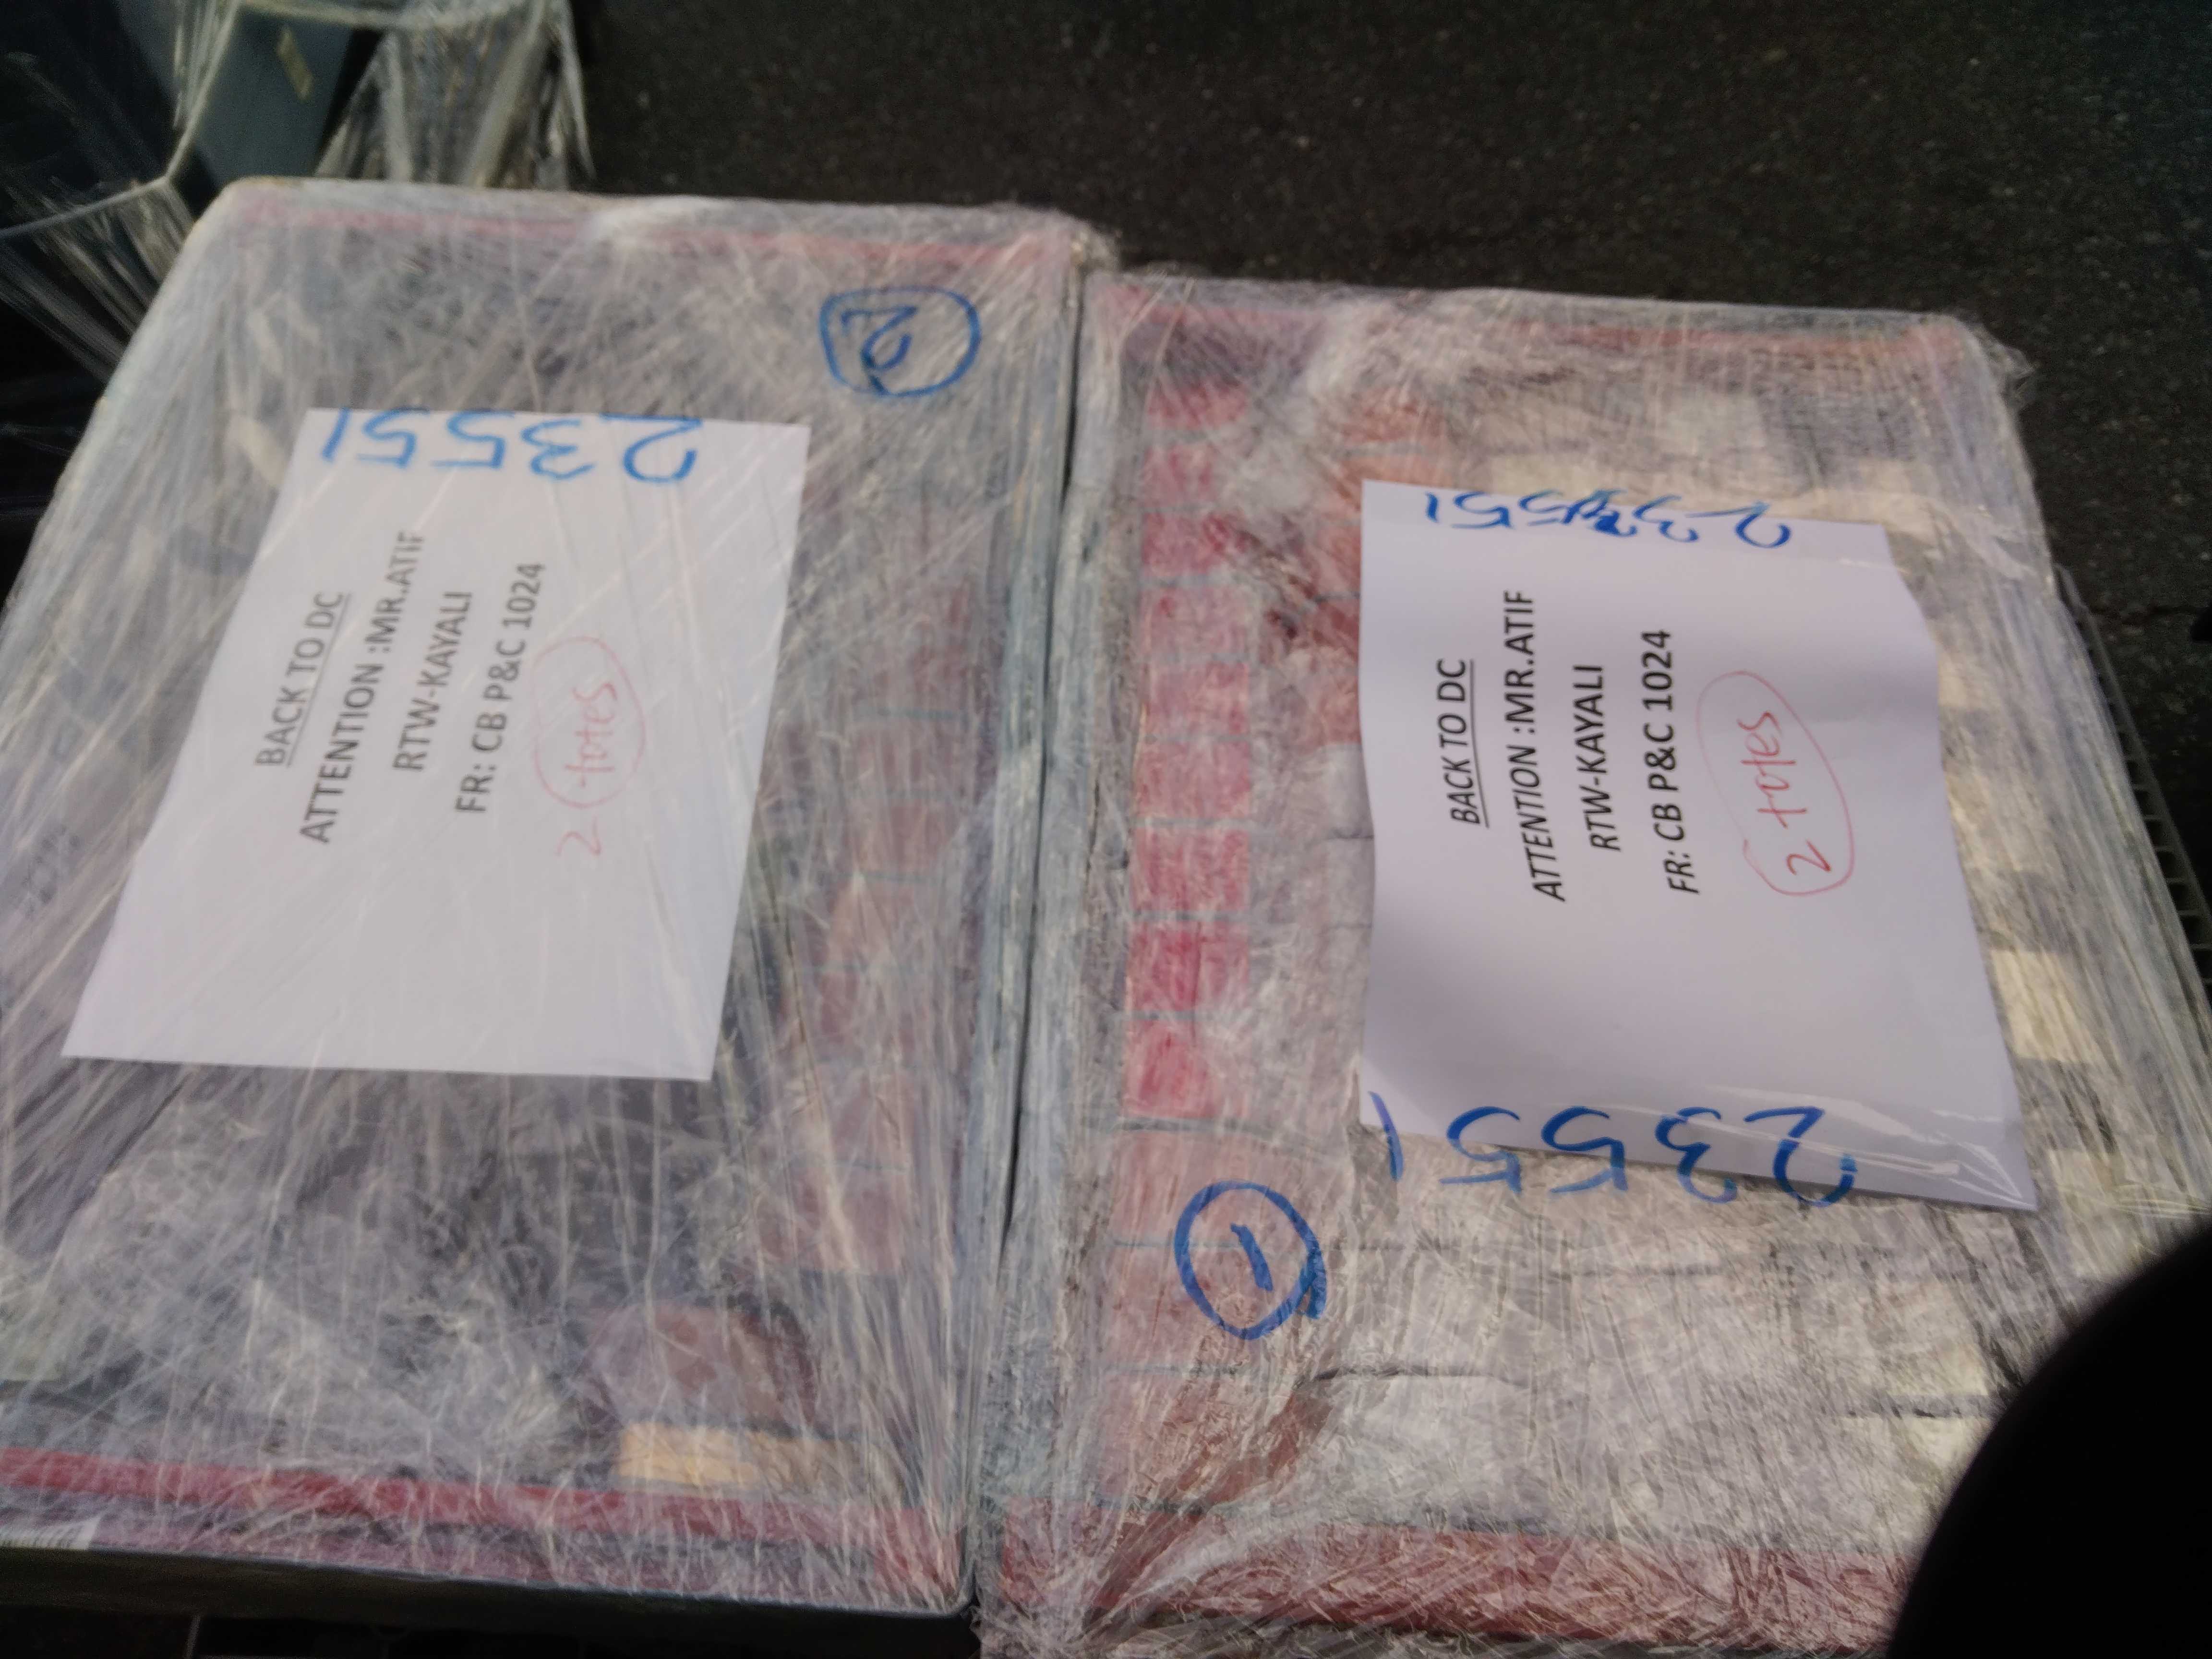 2
23551
BACK TO DC
ATTENTION :MR.ATIF
RTW-KAYALI
FR: CB P&C 1024
2 totes
23551
BACK TO DC
ATTENTION :MR.ATIF
RTW-KAYALI
FR: CB P&C 1024
2 totes
23551
1